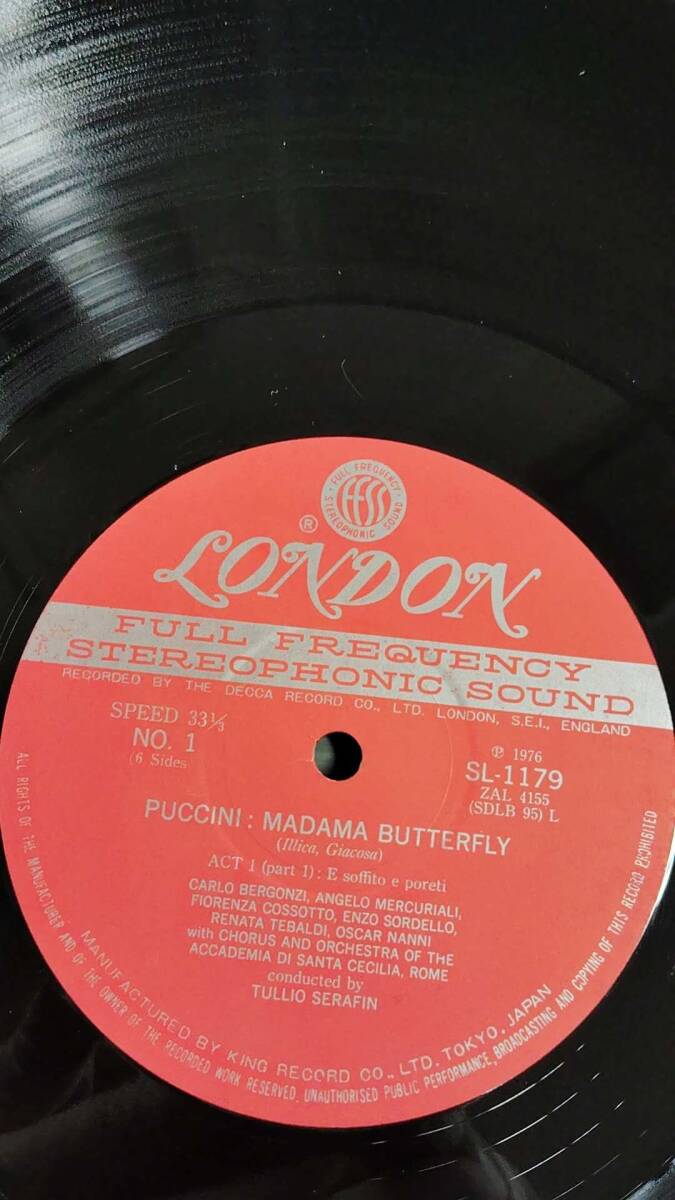 FULL FREQUENCY
STEREOPHONIC SOUND
FFSS
®
LONDON
FULL FREQUENCY
STEREOPHONIC SOUND
RECORDED BY THE DECCA RECORD CO., LTD. LONDON, S.E.I., ENGLAND
SPEED 33⅓
NO. 1
(6 Sides
℗ 1976
SL-1179
ZAL 4155
(SDLB 95) L
PUCCINI : MADAMA BUTTERFLY
(Illica, Giacosa)
ACT 1 (part 1) : E soffito e poreti
CARLO BERGONZI, ANGELO MERCURIALI,
FIORENZA COSSOTTO, ENZO SORDELLO,
RENATA TEBALDI, OSCAR NANNI
with CHORUS AND ORCHESTRA OF THE
ACCADEMIA DI SANTA CECILIA, ROME
conducted by
TULLIO SERAFIN
MANUFACTURED BY KING RECORD CO., LTD. TOKYO, JAPAN
ALL RIGHTS OF THE MANUFACTURER AND OF THE OWNER OF THE RECORDED WORK RESERVED. UNAUTHORISED PUBLIC PERFORMANCE, BROADCASTING AND COPYING OF THIS RECORD PROHIBITED